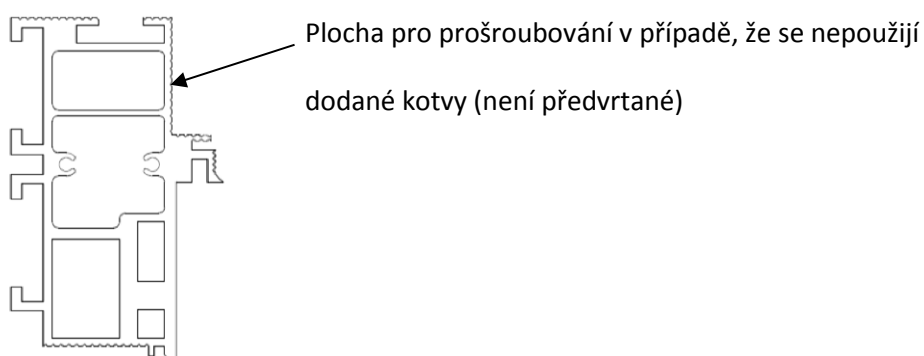 Plocha pro prošroubování v případě, že se nepoužijí
dodané kotvy (není předvrtané)